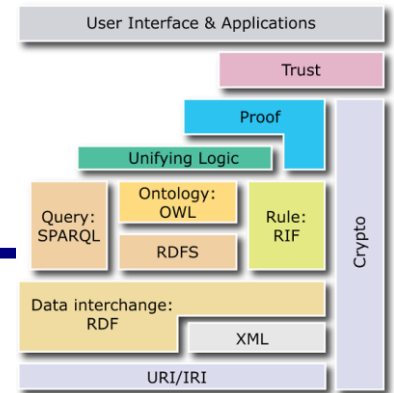 User Interface & Applications
Trust
Proof
Unifying Logic
Query:
SPARQL
Ontology:
OWL
RDFS
Rule:
RIF
Crypto
Data interchange:
RDF
XML
URI/IRI